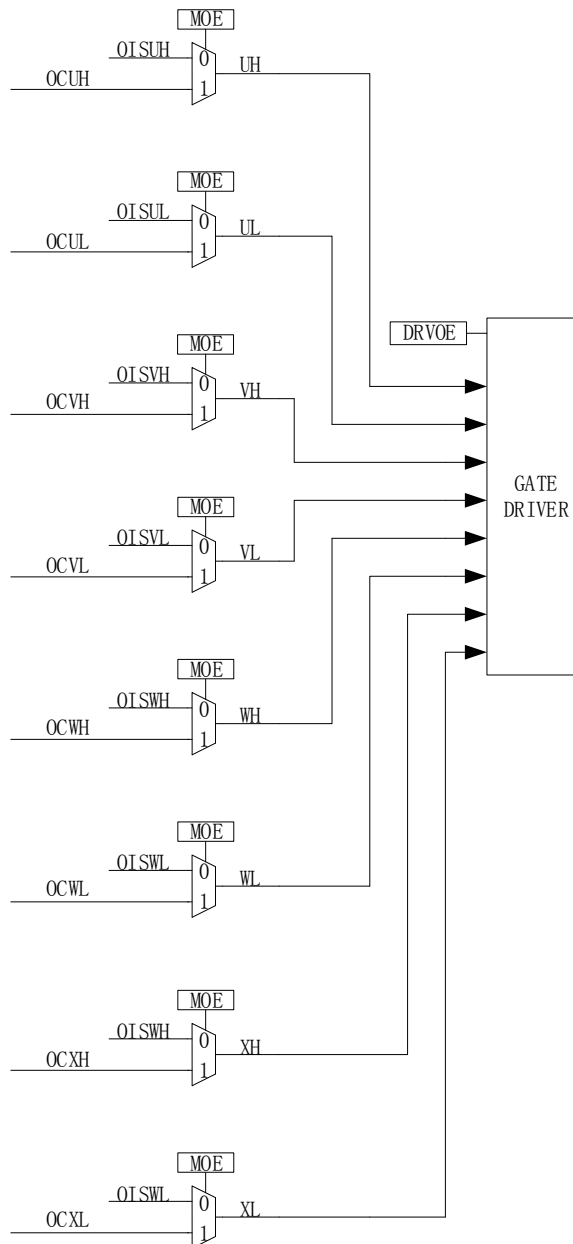 MOE
OISUH
0
UH
OCUH
1
MOE
OISUL
0
UL
OCUL
1
DRVOE
MOE
OISVH
0
VH
OCVH
1
GATE
DRIVER
MOE
OISVL
0
VL
OCVL
1
MOE
OISWH
0
WH
OCWH
1
MOE
OISWL
0
WL
OCWL
1
MOE
OISWH
0
XH
OCXH
1
MOE
OISWL
0
XL
OCXL
1